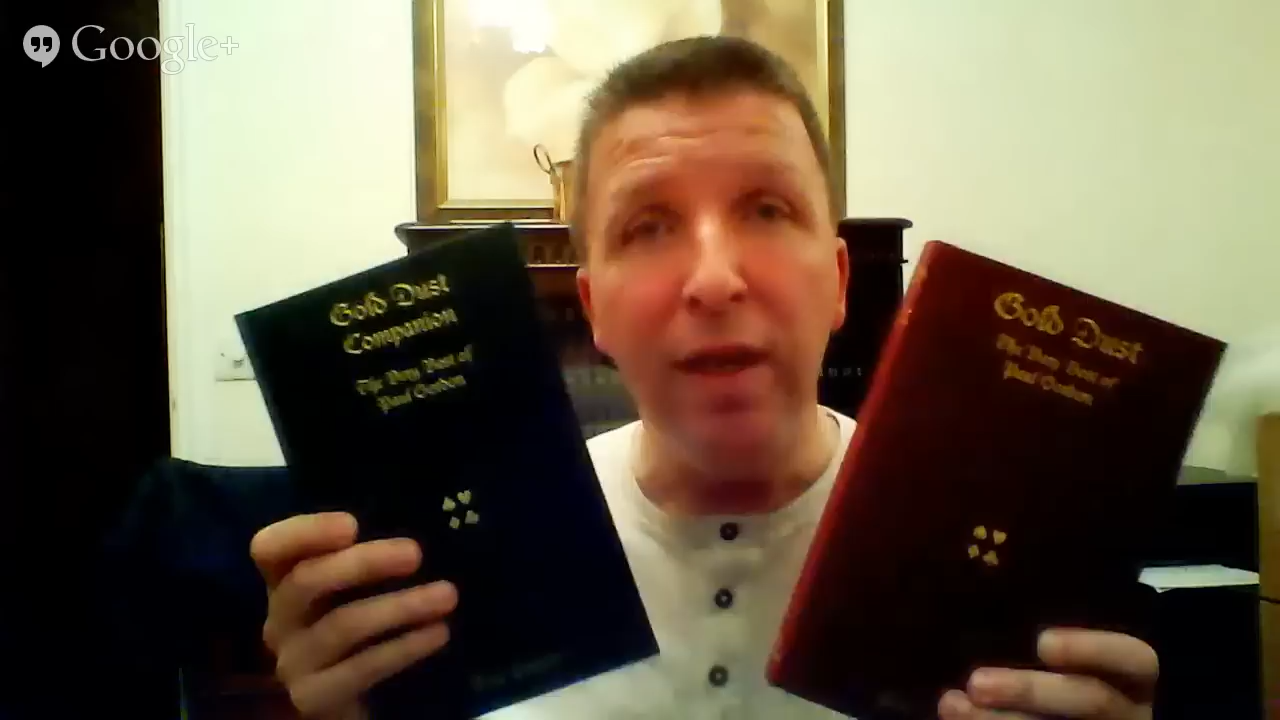 Google+
Gold Dust
Companion
The Very Best of
Paul Gordon
Gold Dust
The Very Best of
Paul Gordon